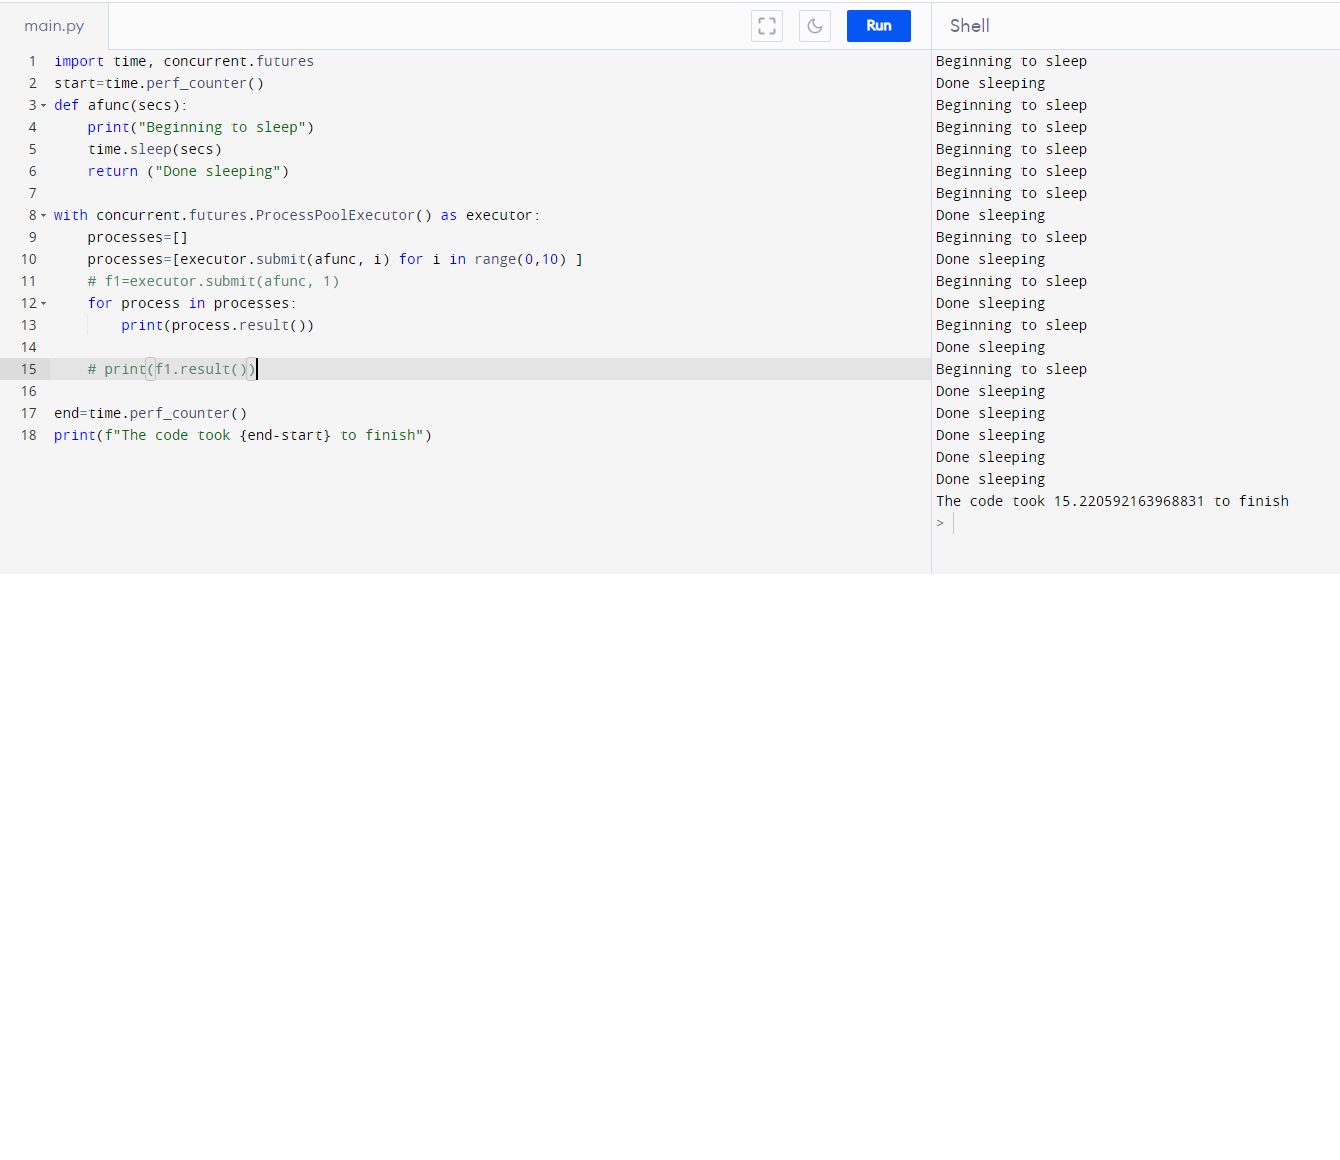 main.py
Run
Shell
1 import time, concurrent.futures
2 start=time.perf_counter()
3 def afunc(secs):
4     print("Beginning to sleep")
5     time.sleep(secs)
6     return ("Done sleeping")
7
8 with concurrent.futures.ProcessPoolExecutor() as executor:
9     processes=[]
10     processes=[executor.submit(afunc, i) for i in range(0,10) ]
11     # f1=executor.submit(afunc, 1)
12     for process in processes:
13         print(process.result())
14
15     # print(f1.result())
16
17 end=time.perf_counter()
18 print(f"The code took {end-start} to finish")
Beginning to sleep
Done sleeping
Beginning to sleep
Beginning to sleep
Beginning to sleep
Beginning to sleep
Beginning to sleep
Done sleeping
Beginning to sleep
Done sleeping
Beginning to sleep
Done sleeping
Beginning to sleep
Done sleeping
Beginning to sleep
Done sleeping
Done sleeping
Done sleeping
Done sleeping
Done sleeping
The code took 15.220592163968831 to finish
>